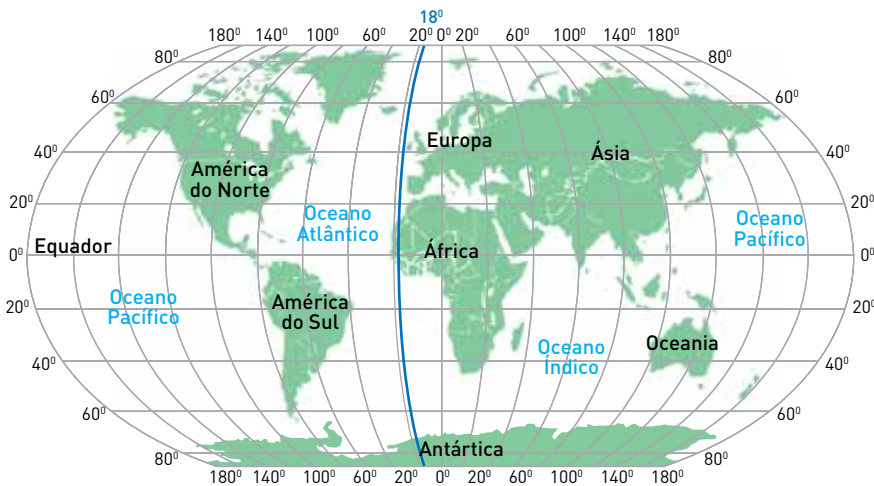 18⁰
180⁰ 140⁰ 100⁰ 60⁰ 20⁰ 0⁰ 20⁰ 60⁰ 100⁰ 140⁰ 180⁰
80⁰ 80⁰
60⁰ 60⁰
Europa
40⁰ Ásia 40⁰
América
do Norte
20⁰ 20⁰
Oceano
Atlântico
Oceano
Pacífico
Equador
África
0⁰ 0⁰
Oceano
Pacífico
20⁰ 20⁰
América
do Sul
Oceania
Oceano
Índico
40⁰ 40⁰
60⁰ 60⁰
Antártica
80⁰ 80⁰
180⁰ 140⁰ 100⁰ 60⁰ 20⁰ 0⁰ 20⁰ 60⁰ 100⁰ 140⁰ 180⁰